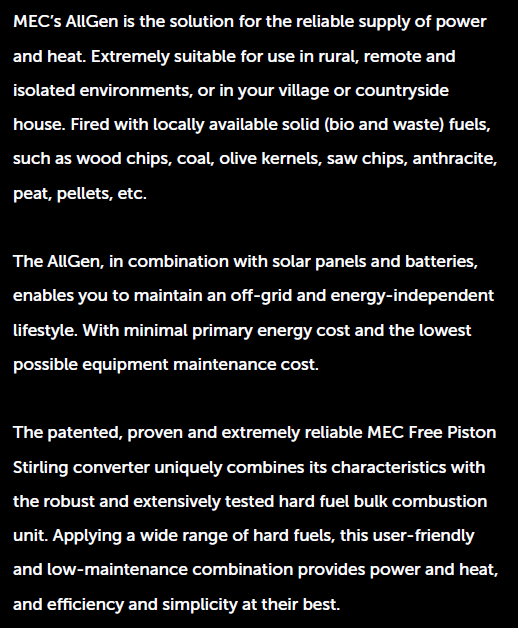 MEC’s AllGen is the solution for the reliable supply of power
and heat. Extremely suitable for use in rural, remote and
isolated environments, or in your village or countryside
house. Fired with locally available solid (bio and waste) fuels,
such as wood chips, coal, olive kernels, saw chips, anthracite,
peat, pellets, etc.
The AllGen, in combination with solar panels and batteries,
enables you to maintain an off-grid and energy-independent
lifestyle. With minimal primary energy cost and the lowest
possible equipment maintenance cost.
The patented, proven and extremely reliable MEC Free Piston
Stirling converter uniquely combines its characteristics with
the robust and extensively tested hard fuel bulk combustion
unit. Applying a wide range of hard fuels, this user-friendly
and low-maintenance combination provides power and heat,
and efficiency and simplicity at their best.